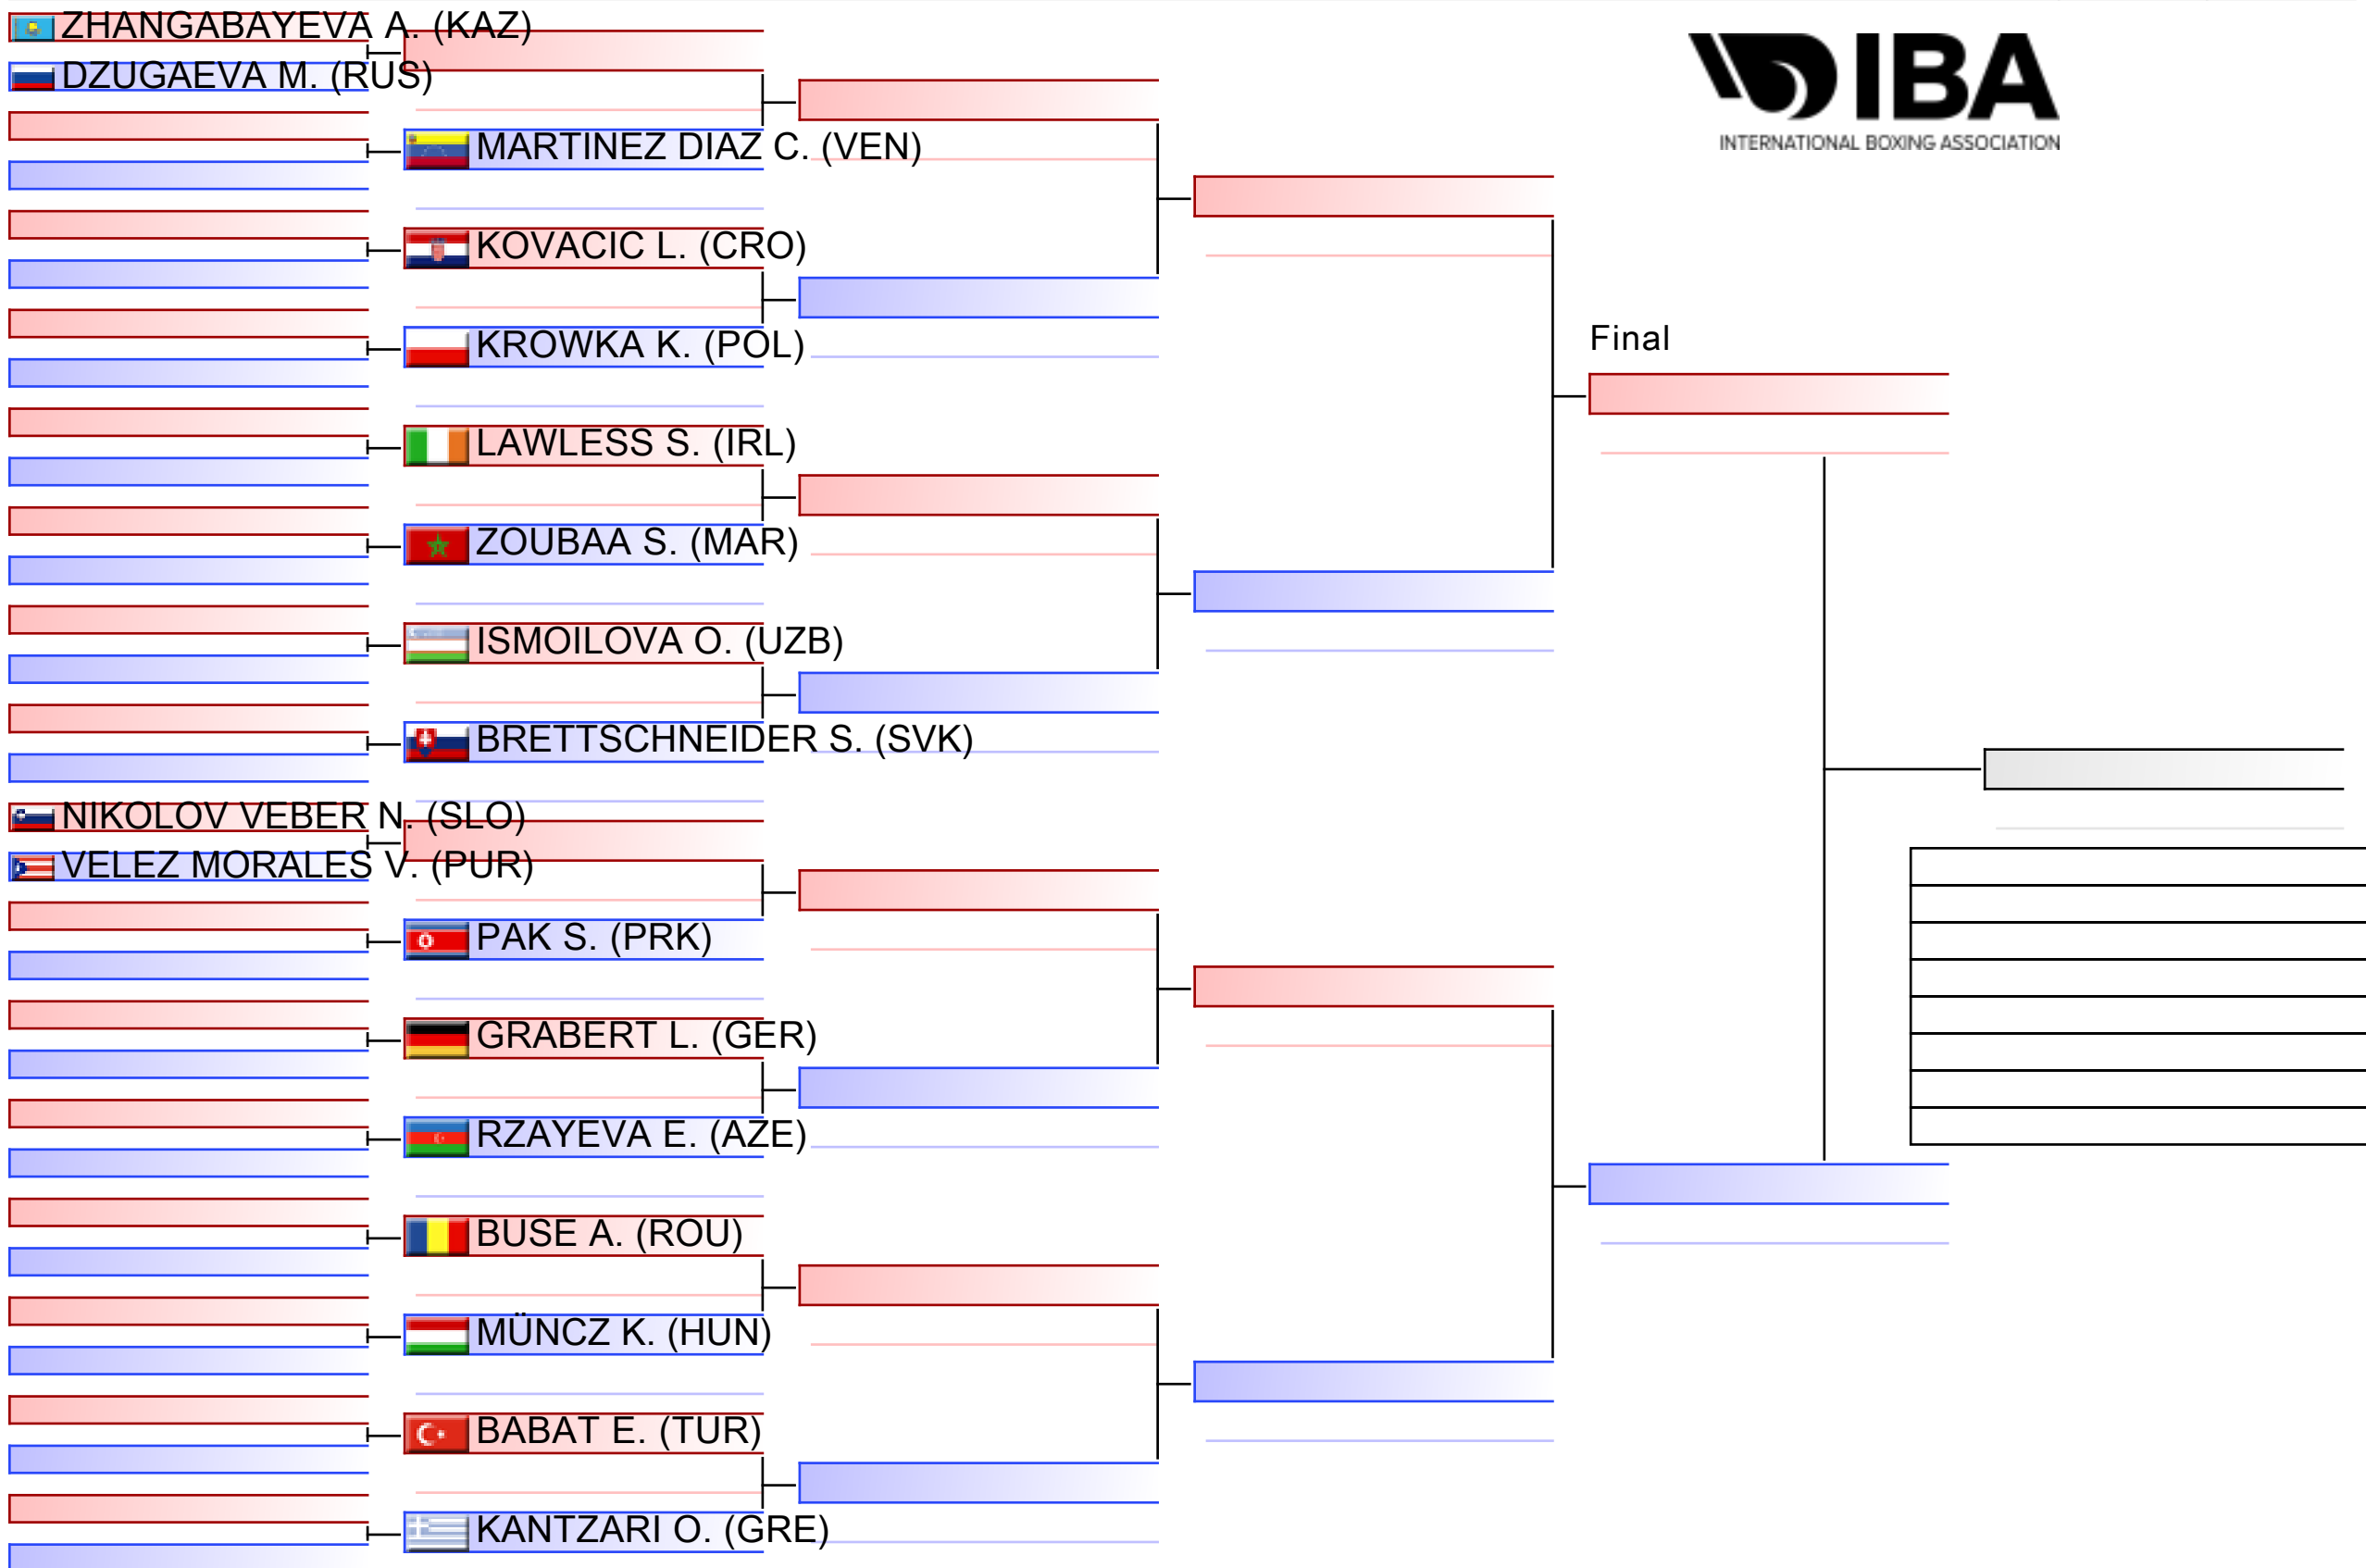 ZHANGABAYEVA A. (KAZ)
DZUGAEVA M. (RUS)
MARTINEZ DIAZ C. (VEN)
KOVACIC L. (CRO)
KROWKA K. (POL)
LAWLESS S. (IRL)
ZOUBAA S. (MAR)
ISMOILOVA O. (UZB)
BRETTSCHNEIDER S. (SVK)
NIKOLOV VEBER N. (SLO)
VELEZ MORALES V. (PUR)
PAK S. (PRK)
GRABERT L. (GER)
RZAYEVA E. (AZE)
BUSE A. (ROU)
MÜNCZ K. (HUN)
BABAT E. (TUR)
KANTZARI O. (GRE)
IBA
INTERNATIONAL BOXING ASSOCIATION
Final